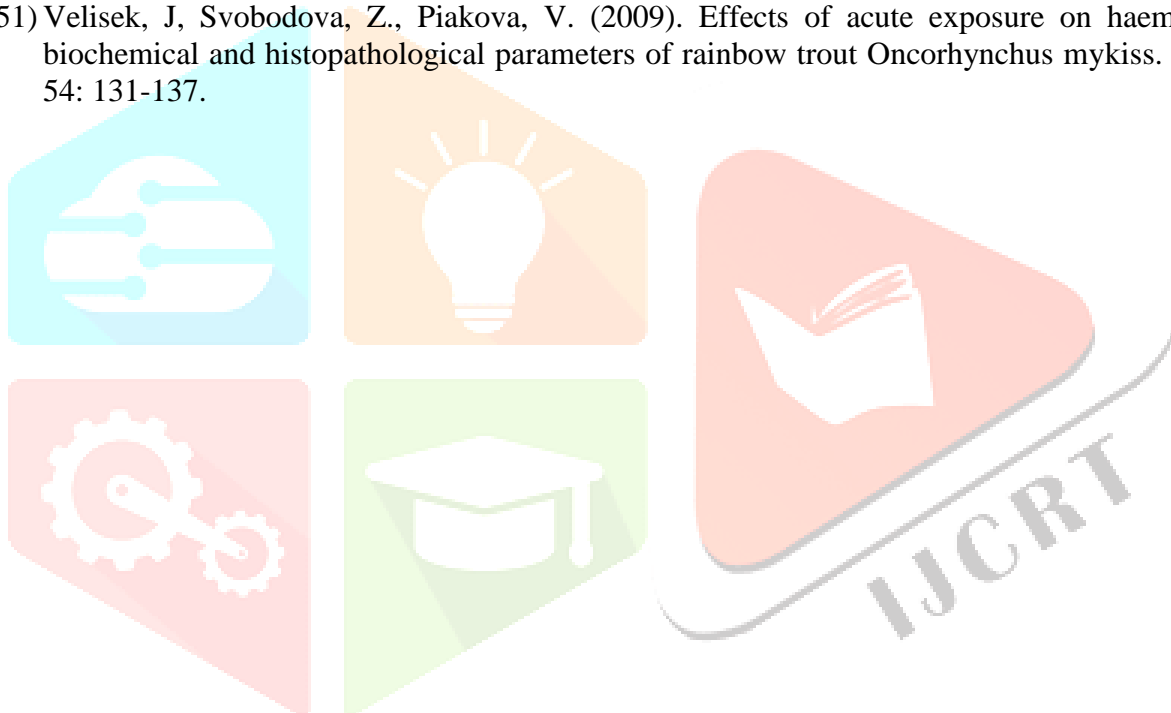 51) Velisek, J, Svobodova, Z., Piakova, V. (2009). Effects of acute exposure on haem
biochemical and histopathological parameters of rainbow trout Oncorhynchus mykiss.
54: 131-137.
IJCRT